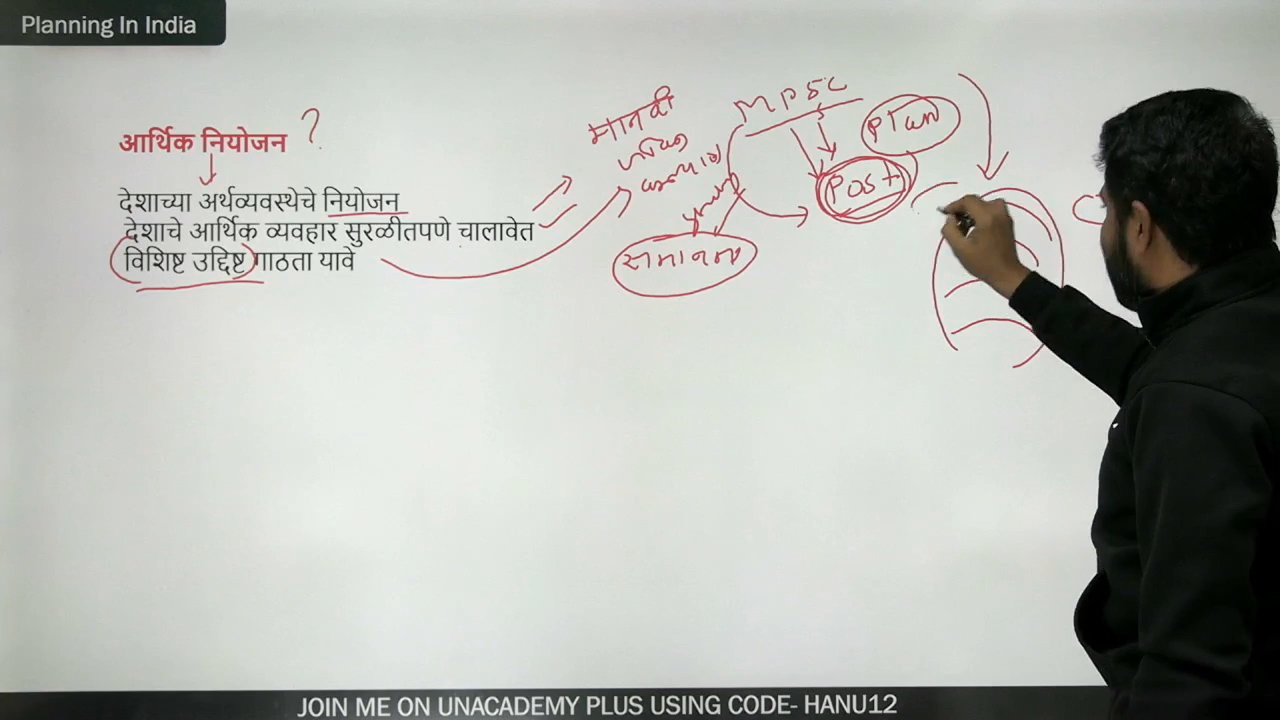 Planning In India
आर्थिक नियोजन ?
देशाच्या अर्थव्यवस्थेचे नियोजन
देशाचे आर्थिक व्यवहार सुरळीतपणे चालावेत
विशिष्ट उद्दिष्ट गाठता यावे
मानवी
MPSC
Plan
Post
JOIN ME ON UNACADEMY PLUS USING CODE- HANU12